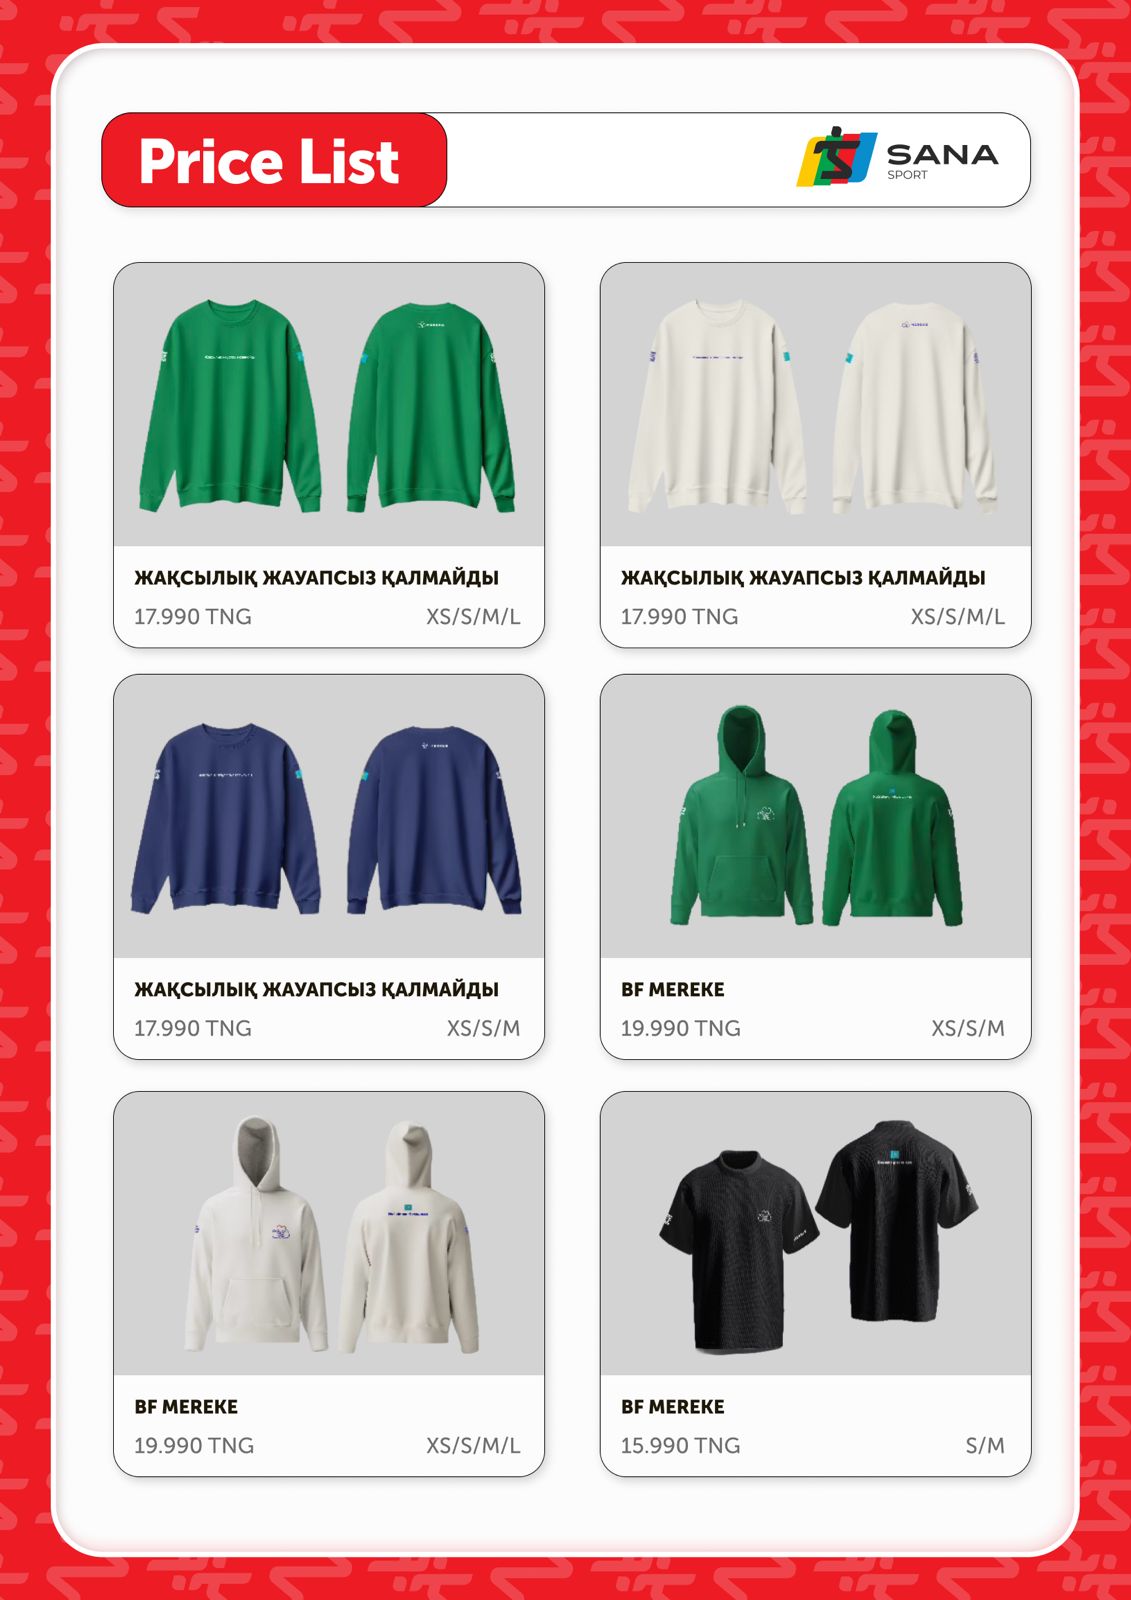 Price List
SANA
SPORT
ЖАҚСЫЛЫҚ ЖАУАПСЫЗ ҚАЛМАЙДЫ
17.990 TNG XS/S/M/L
ЖАҚСЫЛЫҚ ЖАУАПСЫЗ ҚАЛМАЙДЫ
17.990 TNG XS/S/M/L
ЖАҚСЫЛЫҚ ЖАУАПСЫЗ ҚАЛМАЙДЫ
17.990 TNG XS/S/M
BF MEREKE
19.990 TNG XS/S/M
BF MEREKE
19.990 TNG XS/S/M/L
BF MEREKE
15.990 TNG S/M